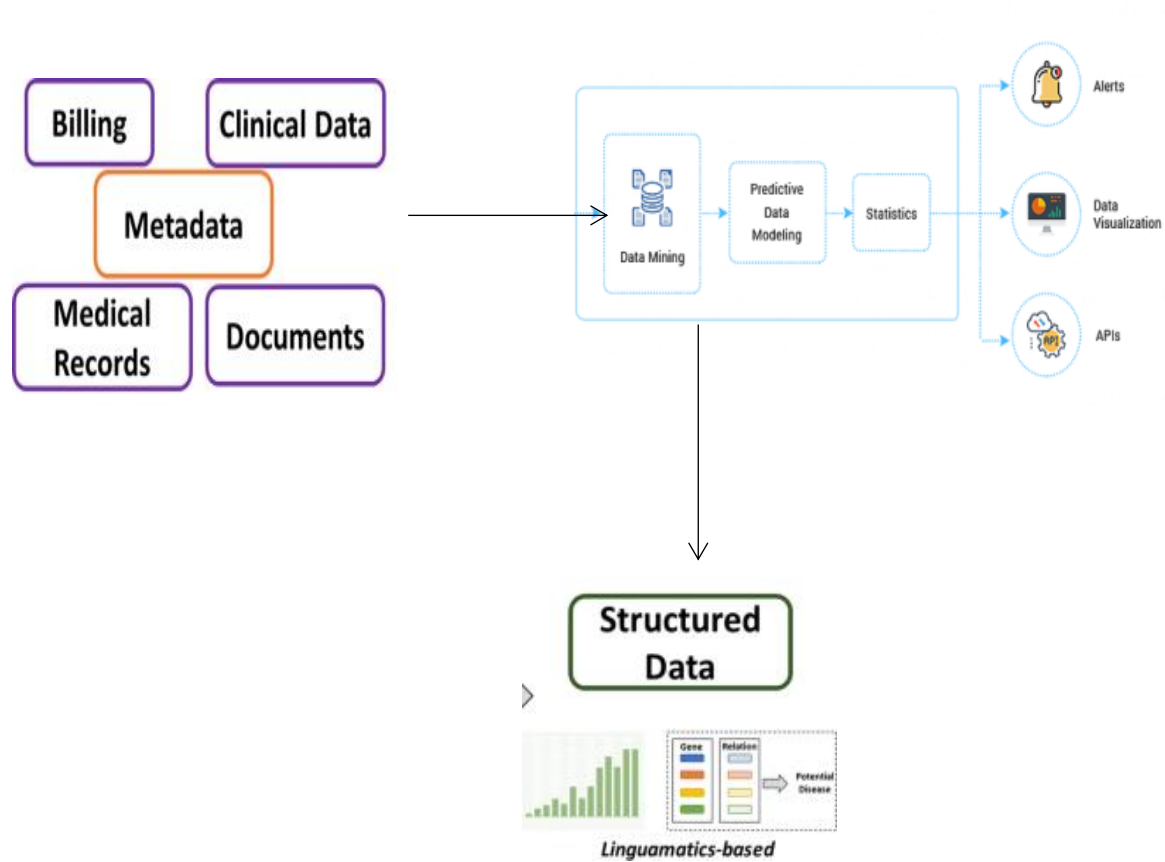 Billing
Clinical Data
Metadata
Medical
Records
Documents
Data Mining
Predictive
Data
Modeling
Statistics
Alerts
Data
Visualization
API
APIs
Structured
Data
Gene
Relation
Potential
Disease
Linguamatics-based